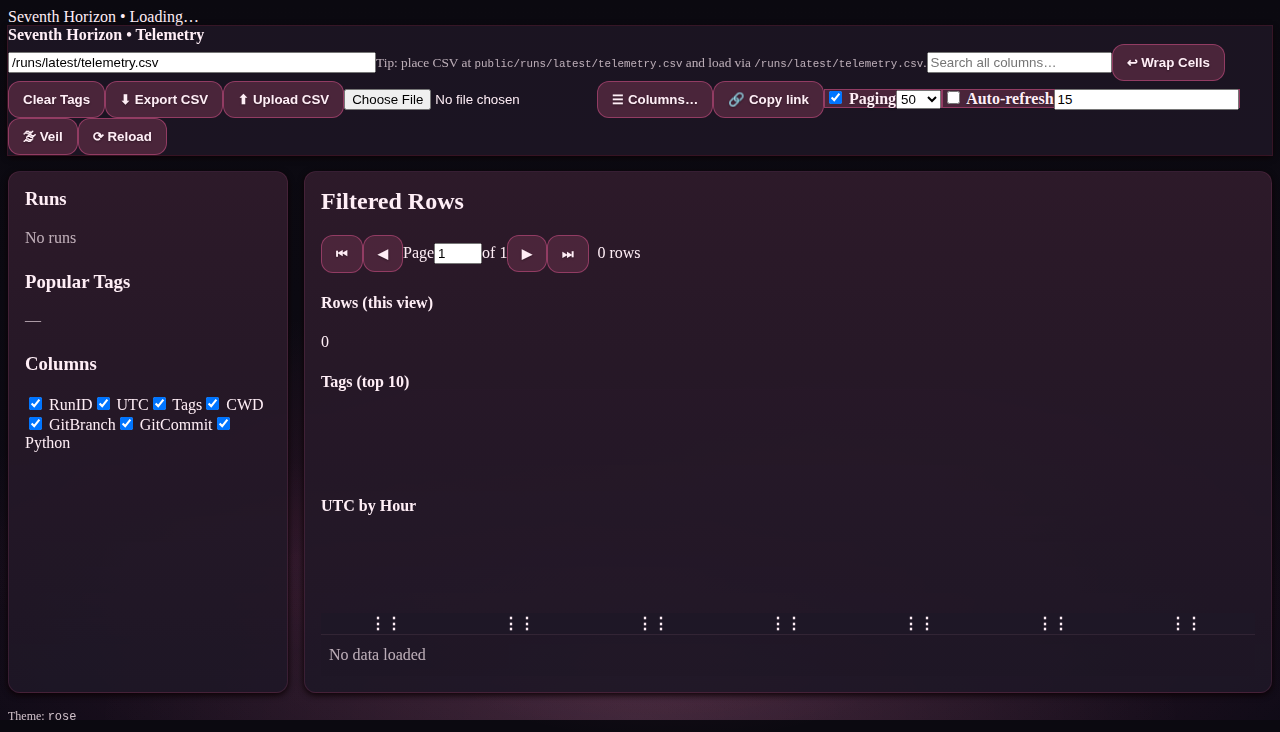 Seventh Horizon • Loading…
Seventh Horizon • Telemetry
/runs/latest/telemetry.csv Tip: place CSV at public/runs/latest/telemetry.csv and load via /runs/latest/telemetry.csv. Search all columns… ↩ Wrap Cells
Clear Tags ⬇ Export CSV ⬆ Upload CSV Choose File No file chosen ☰ Columns… 🔗 Copy link Paging 50 Auto-refresh 15
🌫 Veil ⟳ Reload
Runs
No runs
Popular Tags
—
Columns
RunID UTC Tags CWD
GitBranch GitCommit
Python
Filtered Rows
⏮ ◀ Page 1 of 1 ▶ ⏭ 0 rows
Rows (this view)
0
Tags (top 10)
UTC by Hour
⋮⋮ ⋮⋮ ⋮⋮ ⋮⋮ ⋮⋮ ⋮⋮ ⋮⋮
No data loaded
Theme: rose